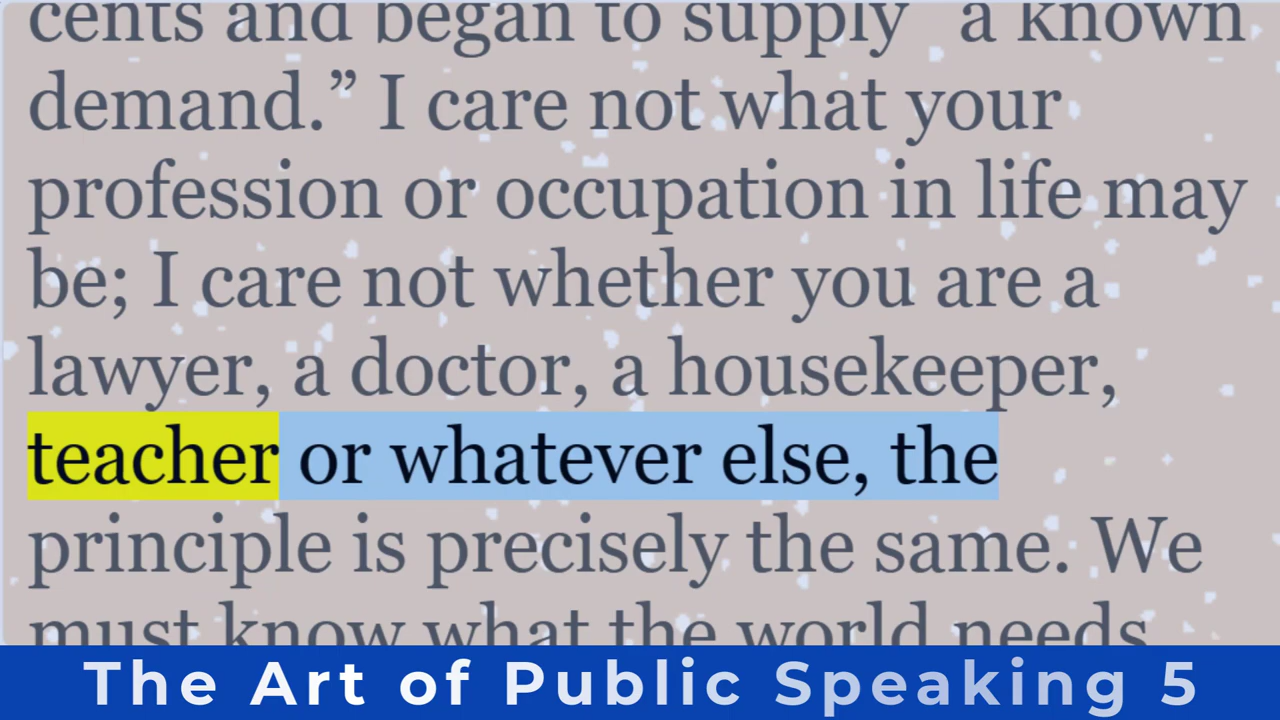 cents and began to supply “a known
demand.” I care not what your
profession or occupation in life may
be; I care not whether you are a
lawyer, a doctor, a housekeeper,
teacher or whatever else, the
principle is precisely the same. We
must know what the world needs
The Art of Public Speaking 5